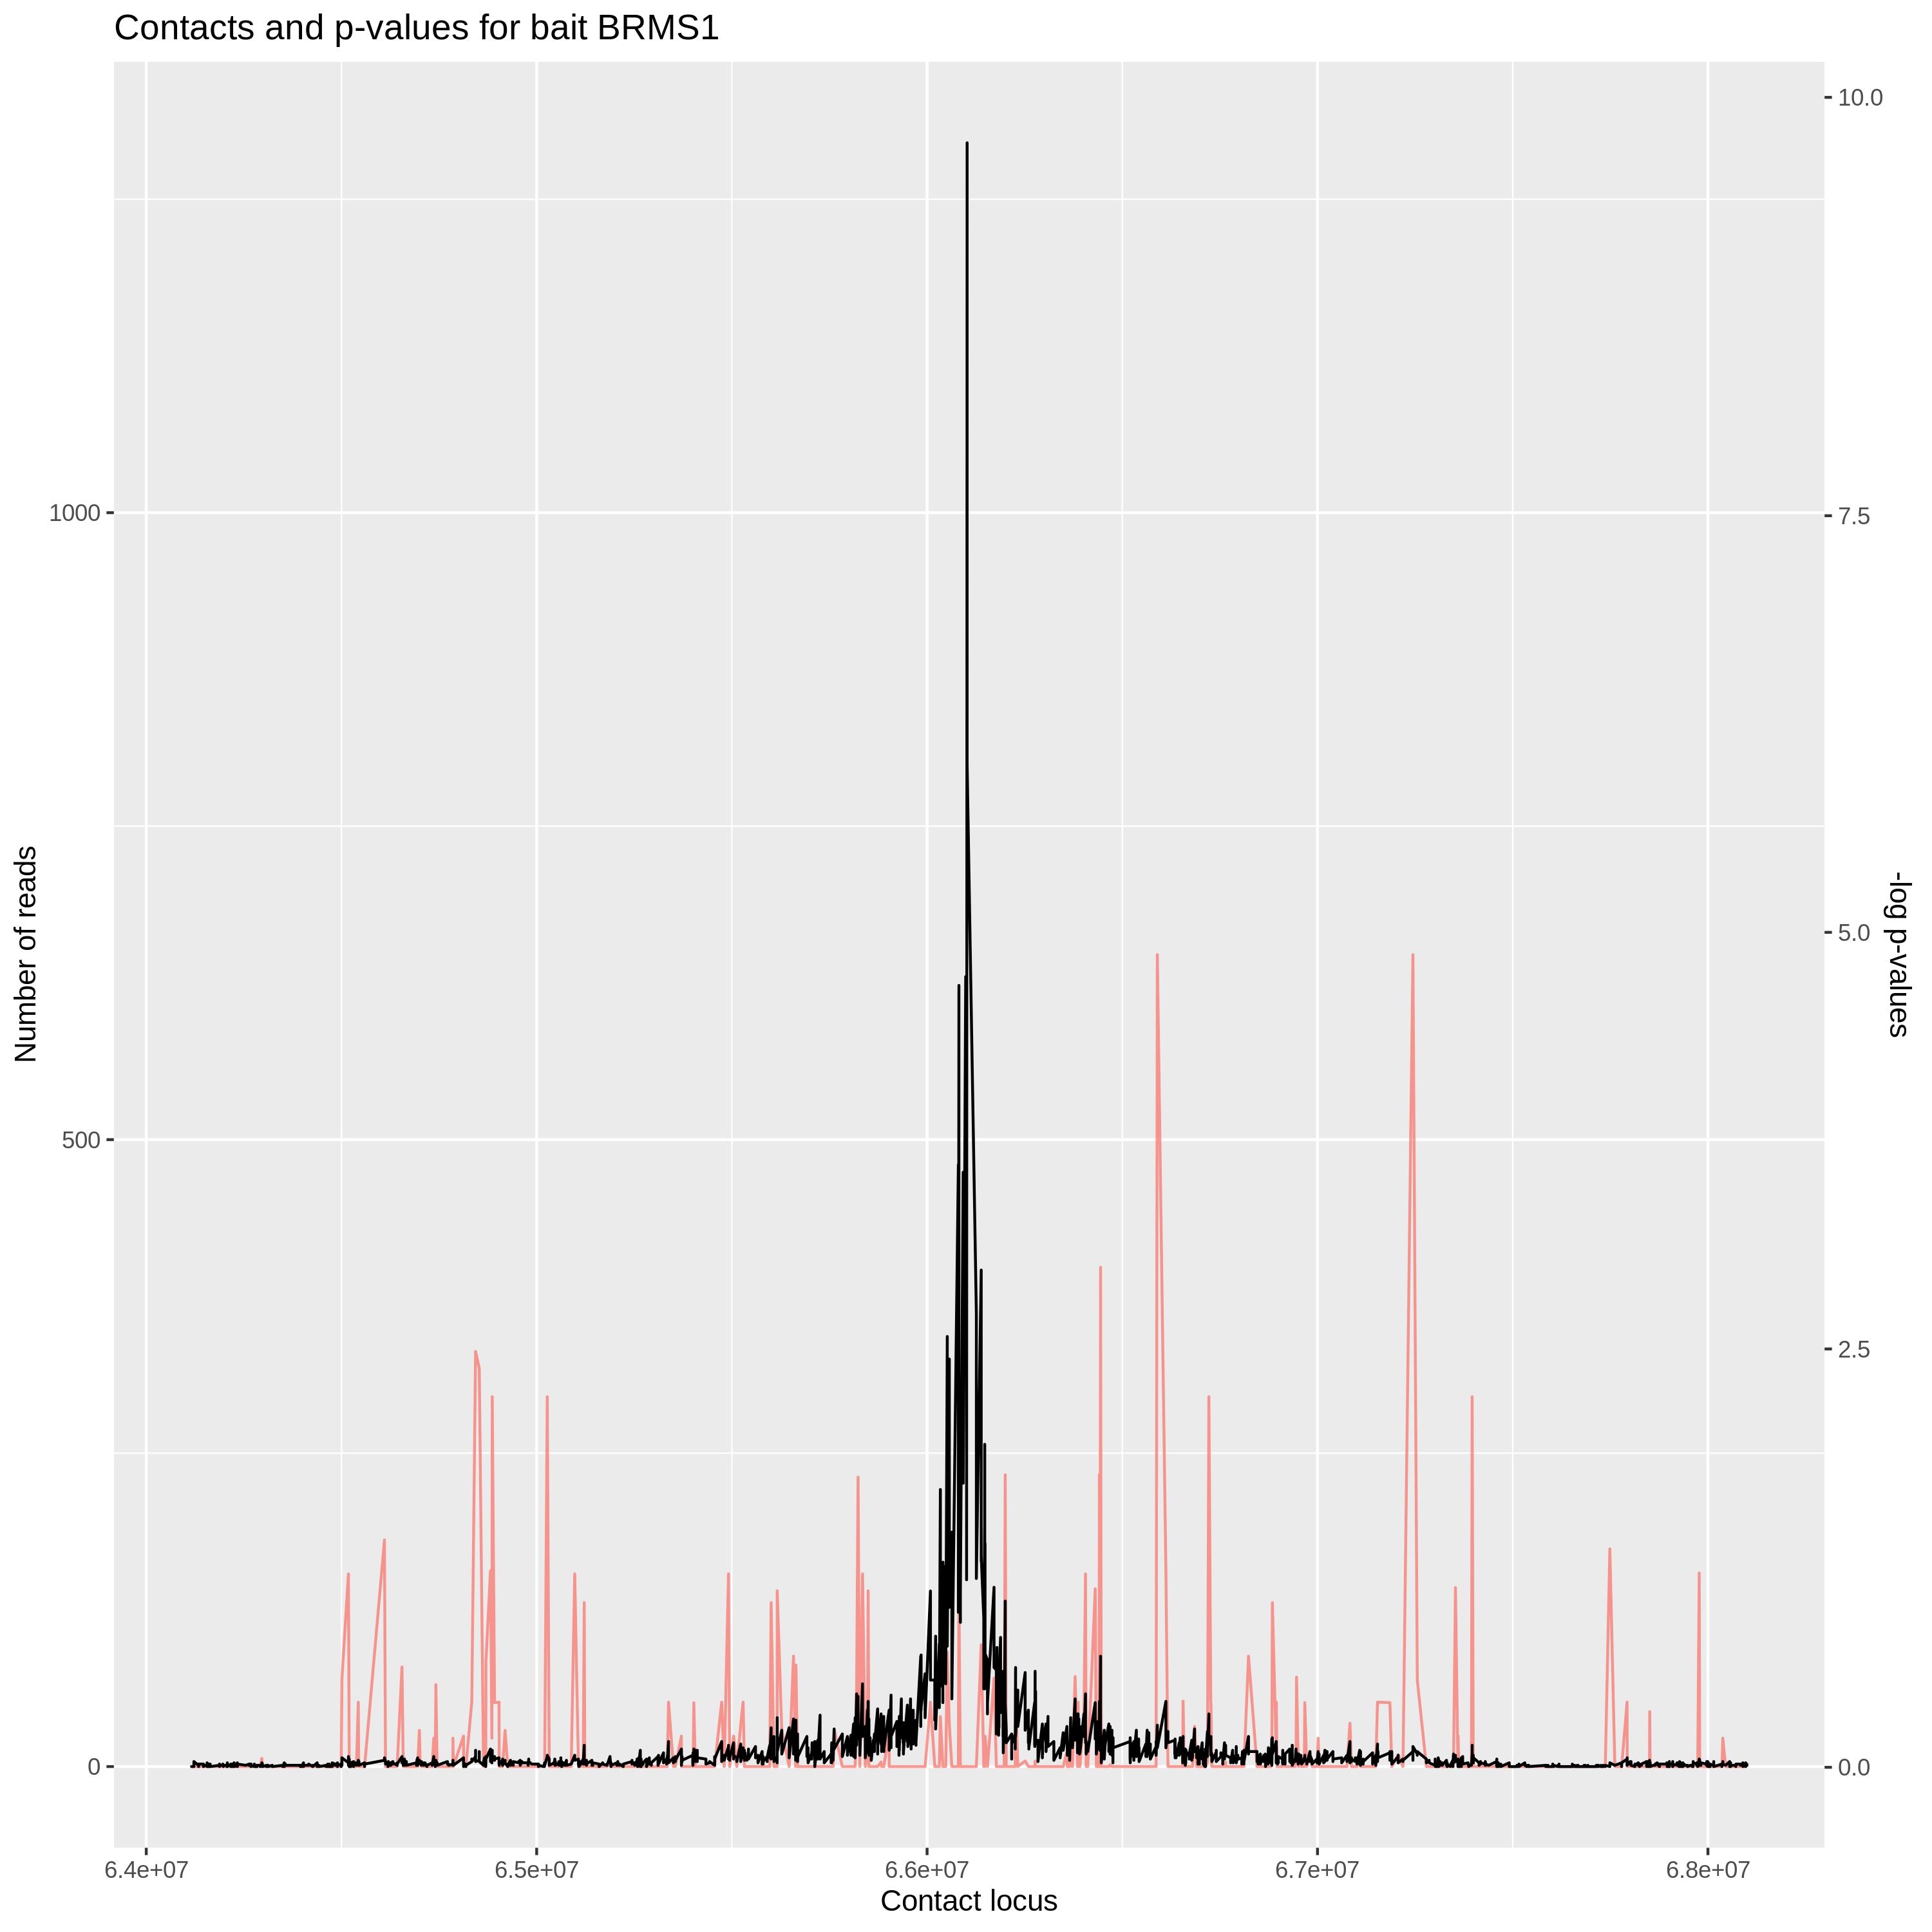 Contacts and p-values for bait BRMS1
10.0
1000
7.5
5.0
Number of reads
-log p-values
500
2.5
0
0.0
6.4e+07
6.5e+07
6.6e+07
6.7e+07
6.8e+07
Contact locus